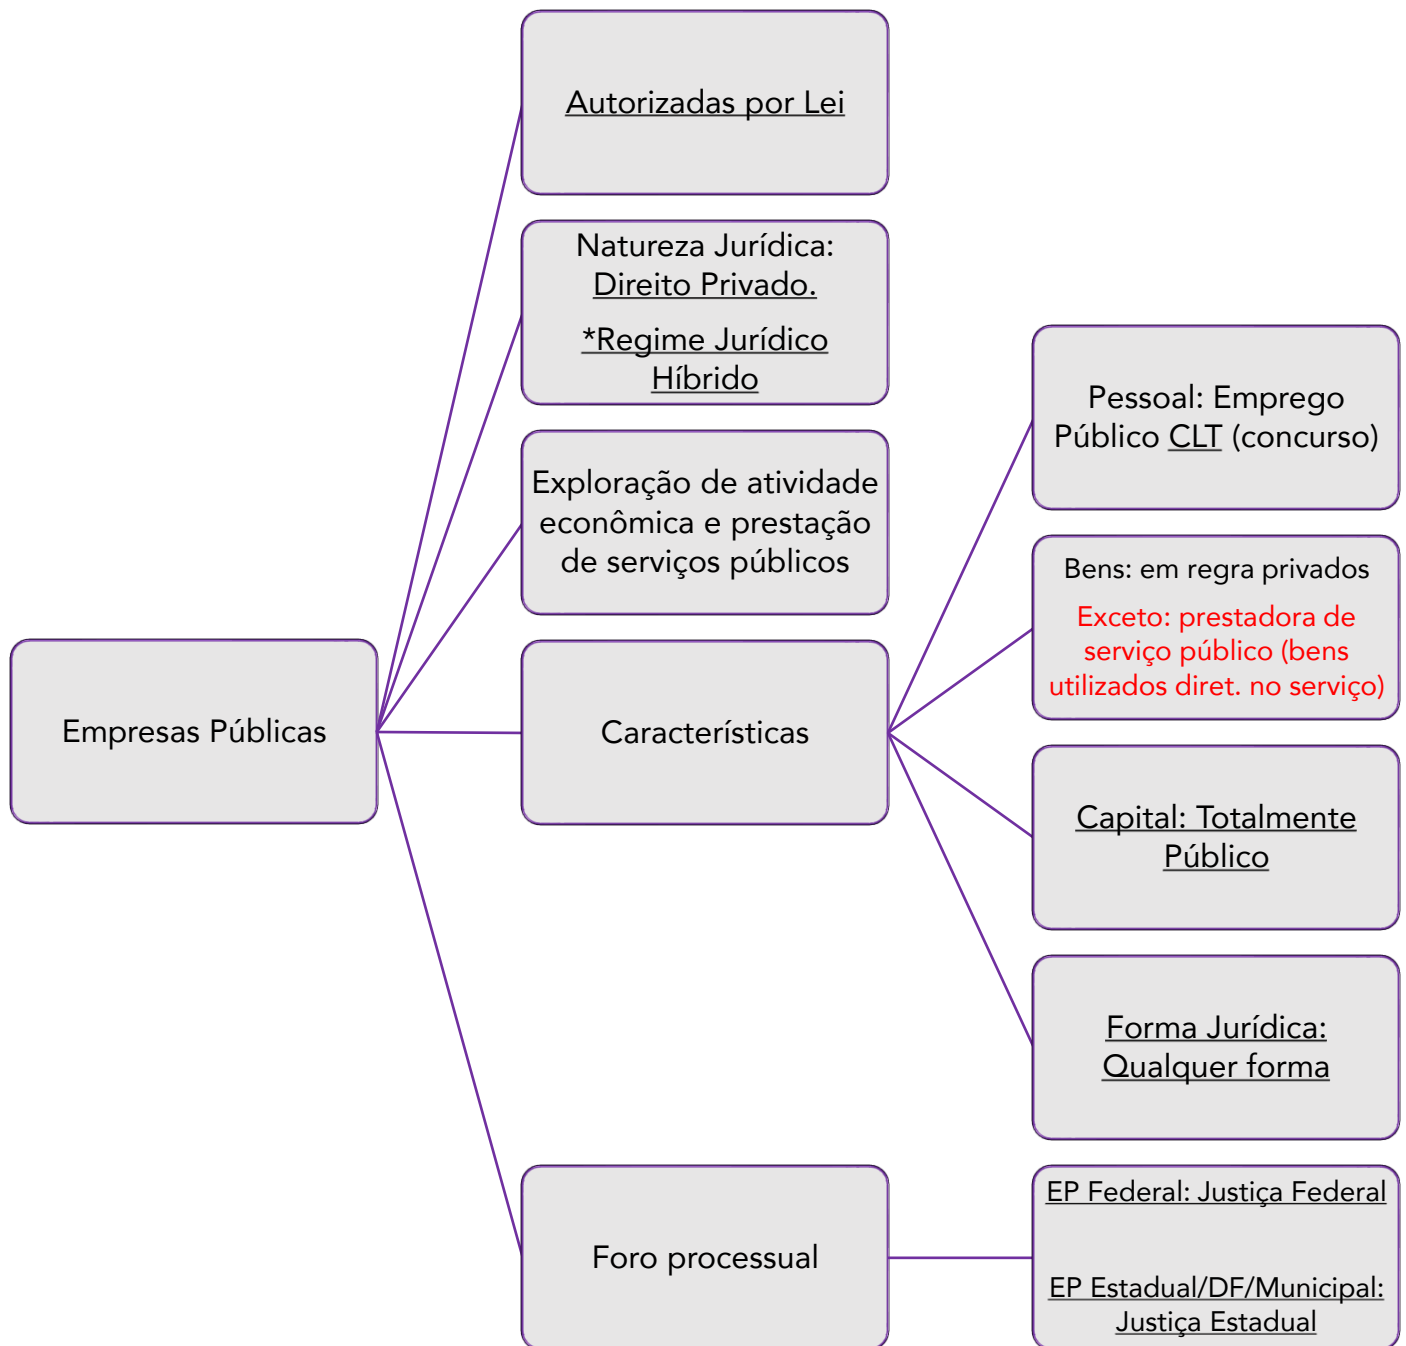 Autorizadas por Lei
Natureza Jurídica:
Direito Privado.
*Regime Jurídico
Híbrido
Exploração de atividade
econômica e prestação
de serviços públicos
Empresas Públicas
Características
Pessoal: Emprego
Público CLT (concurso)
Bens: em regra privados
Exceto: prestadora de
serviço público (bens
utilizados diret. no serviço)
Capital: Totalmente
Público
Forma Jurídica:
Qualquer forma
Foro processual
EP Federal: Justiça Federal
EP Estadual/DF/Municipal:
Justiça Estadual